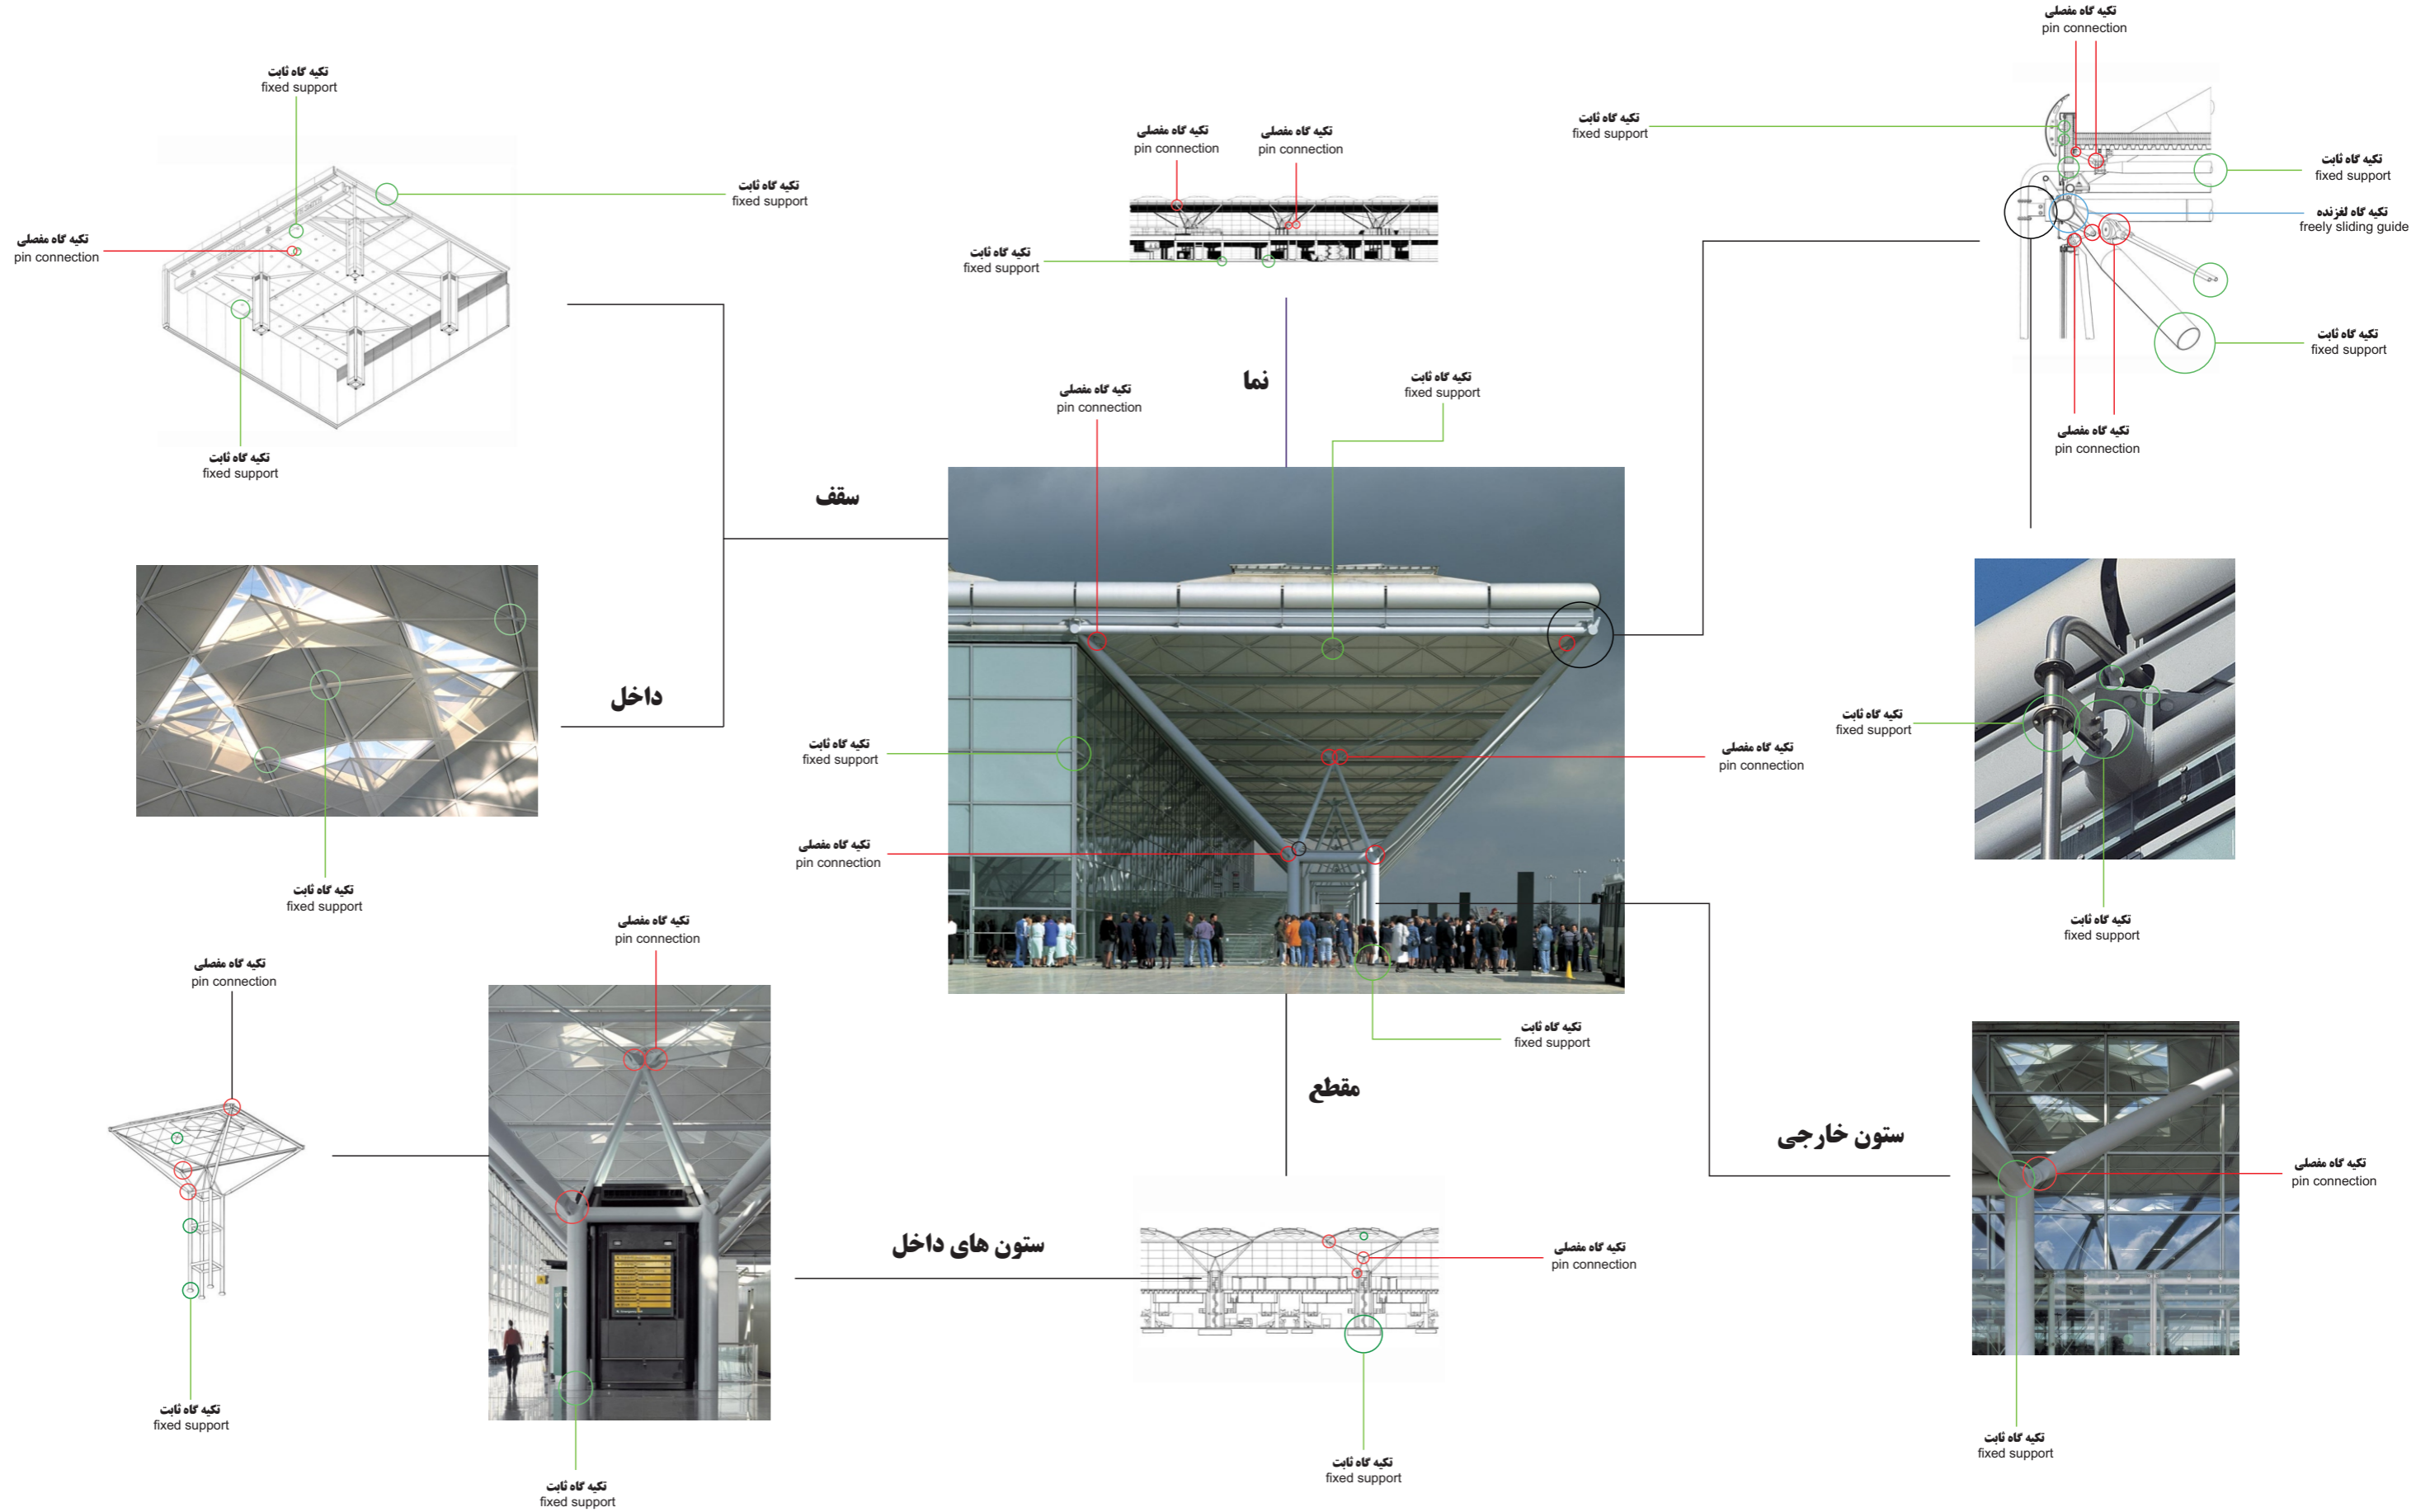 تکیه گاه مفصلی
pin connection
تکیه گاه ثابت
fixed support
تکیه گاه مفصلی
pin connection
تکیه گاه مفصلی
pin connection
تکیه گاه ثابت
fixed support
تکیه گاه ثابت
fixed support
تکیه گاه ثابت
fixed support
تکیه گاه مفصلی
pin connection
تکیه گاه ثابت
fixed support
تکیه گاه لغزنده
freely sliding guide
تکیه گاه ثابت
fixed support
تکیه گاه ثابت
fixed support
نما
تکیه گاه ثابت
fixed support
تکیه گاه مفصلی
pin connection
تکیه گاه مفصلی
pin connection
تکیه گاه ثابت
fixed support
سقف
داخل
تکیه گاه ثابت
fixed support
تکیه گاه ثابت
fixed support
تکیه گاه مفصلی
pin connection
تکیه گاه مفصلی
pin connection
تکیه گاه ثابت
fixed support
تکیه گاه مفصلی
pin connection
تکیه گاه ثابت
fixed support
تکیه گاه مفصلی
pin connection
تکیه گاه ثابت
fixed support
مقطع
ستون خارجی
تکیه گاه مفصلی
pin connection
ستون های داخل
تکیه گاه مفصلی
pin connection
تکیه گاه ثابت
fixed support
تکیه گاه ثابت
fixed support
تکیه گاه ثابت
fixed support
تکیه گاه ثابت
fixed support